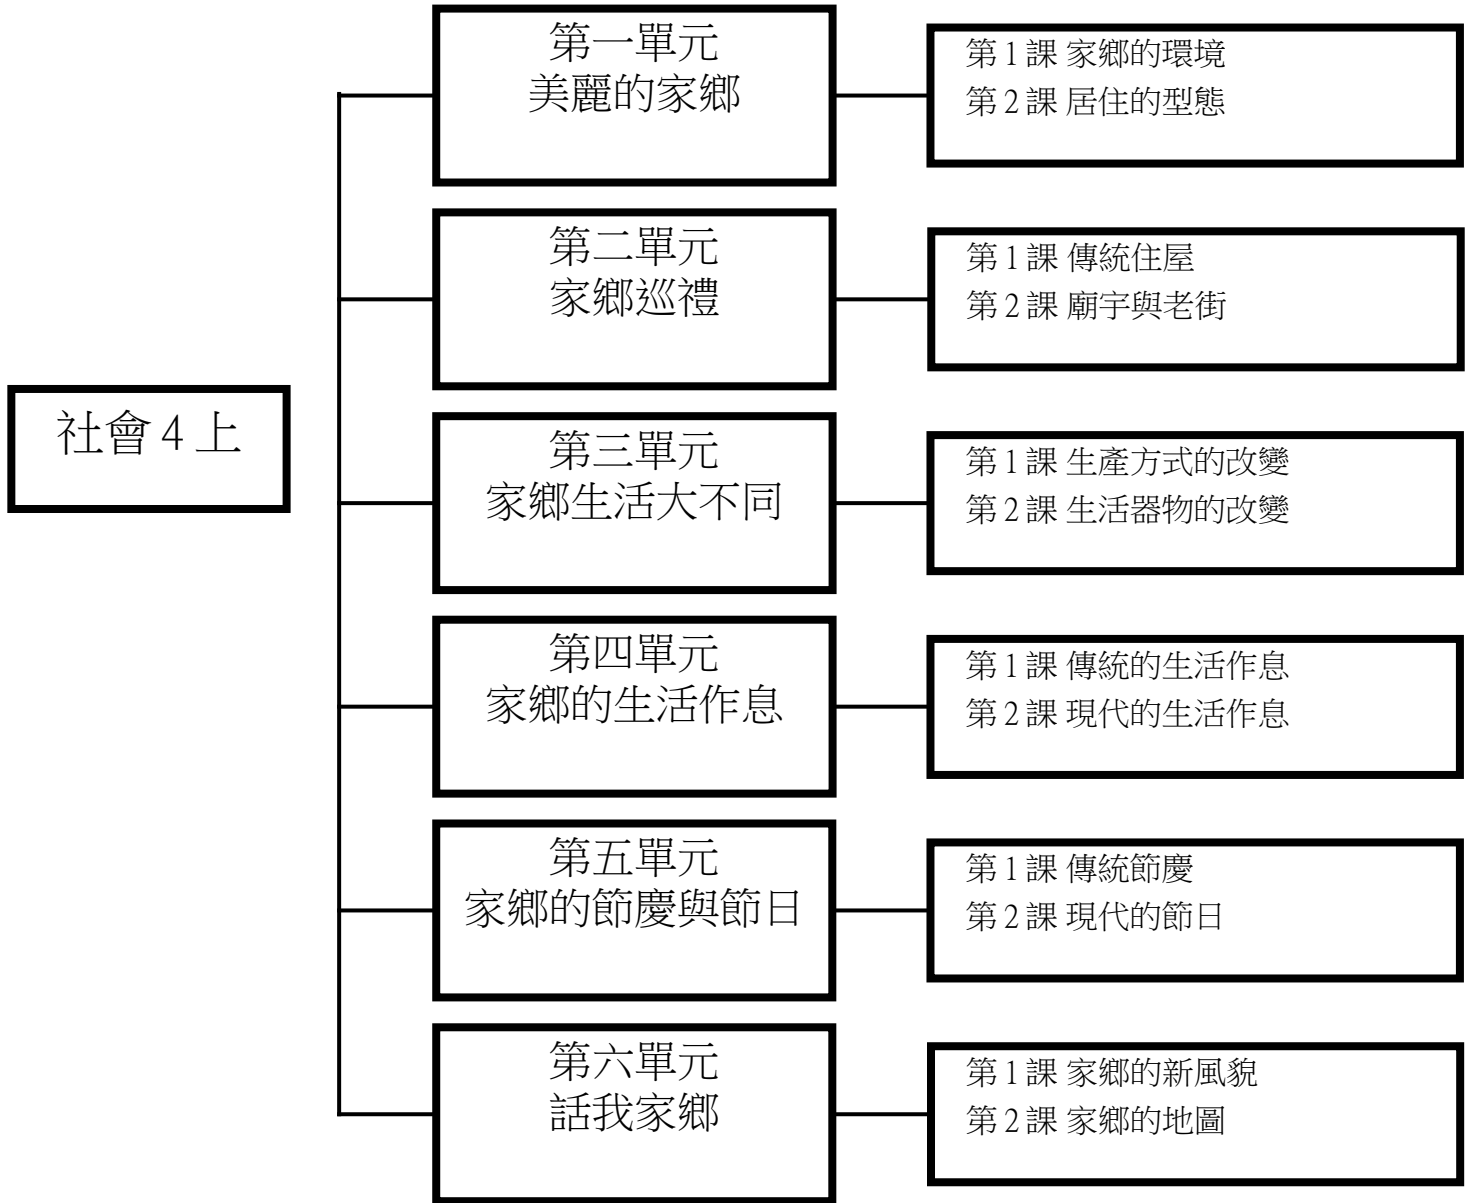 社會4上
第一單元
美麗的家鄉
第1課 家鄉的環境
第2課 居住的型態
第二單元
家鄉巡禮
第1課 傳統住屋
第2課 廟宇與老街
第三單元
家鄉生活大不同
第1課 生產方式的改變
第2課 生活器物的改變
第四單元
家鄉的生活作息
第1課 傳統的生活作息
第2課 現代的生活作息
第五單元
家鄉的節慶與節日
第1課 傳統節慶
第2課 現代的節日
第六單元
話我家鄉
第1課 家鄉的新風貌
第2課 家鄉的地圖